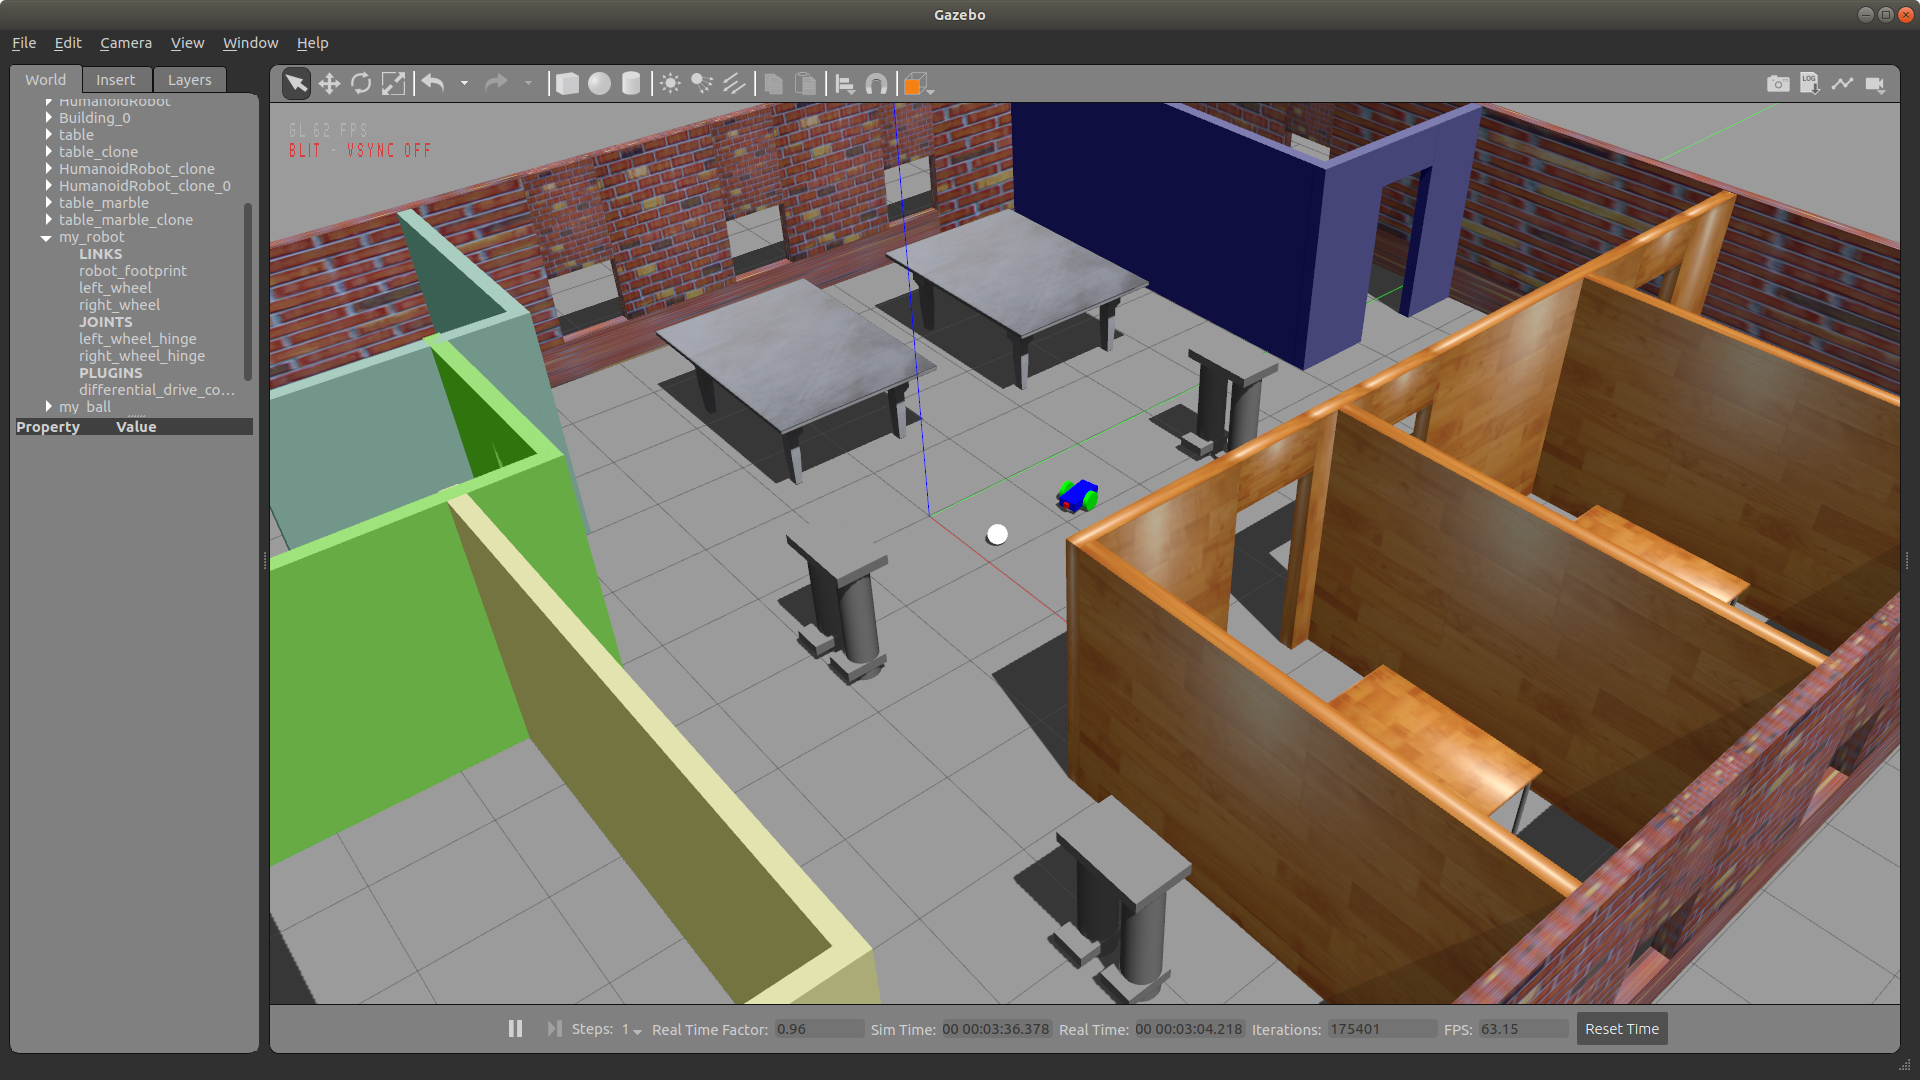 Gazebo
File Edit Camera View Window Help
World Insert Layers
HumanoidRobot
Building_0
table
table_clone
HumanoidRobot_clone
HumanoidRobot_clone_0
table_marble
table_marble_clone
my_robot
LINKS
robot_footprint
left_wheel
right_wheel
JOINTS
left_wheel_hinge
right_wheel_hinge
PLUGINS
differential_drive_co...
my_ball
Property Value
LOG
GL 62 FPS
BLIT - VSYNC OFF
Steps: 1 Real Time Factor: 0.96 Sim Time: 00 00:03:36.378 Real Time: 00 00:03:04.218 Iterations: 175401 FPS: 63.15 Reset Time